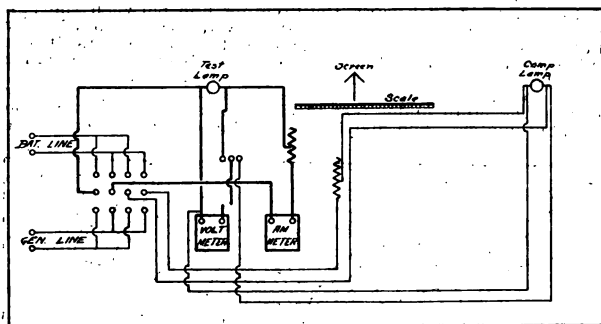 Test
Lamp
Screen
Scale
Comp
Lamp
BAT. LINE
GEN. LINE
VOLT
METER
AM
METER